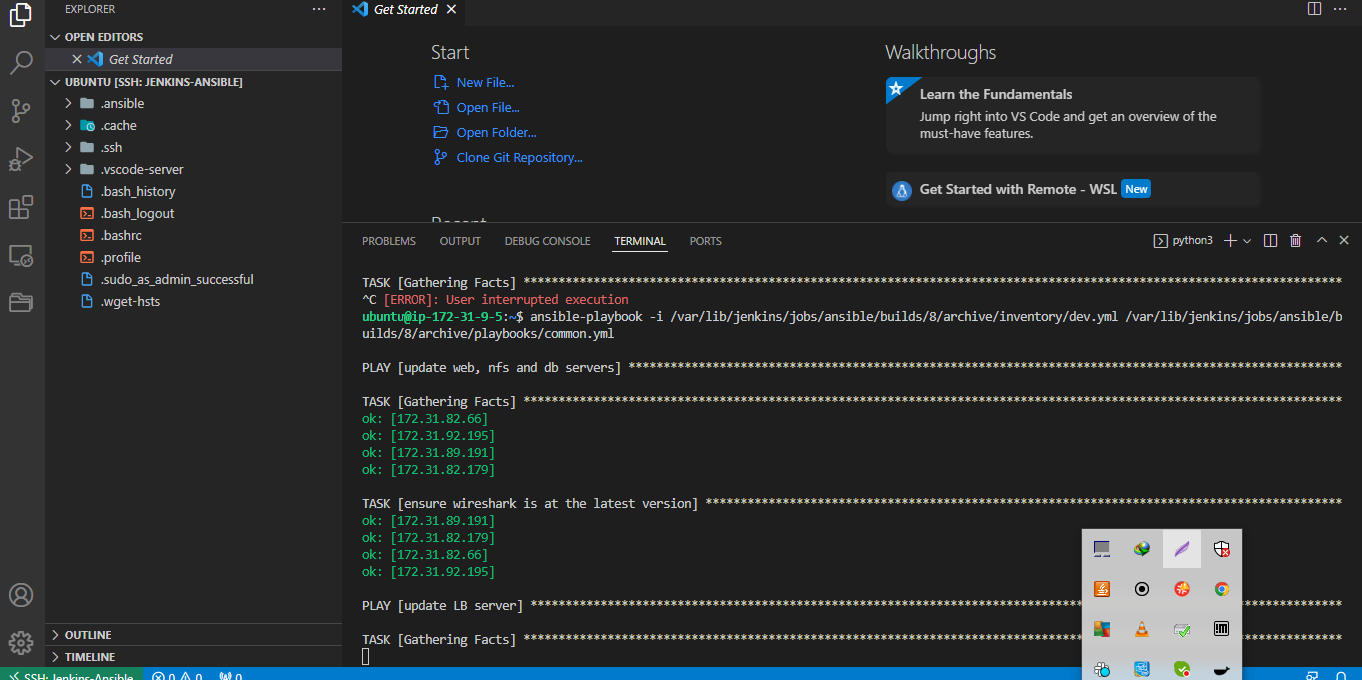 EXPLORER
OPEN EDITORS
Get Started
UBUNTU [SSH: JENKINS-ANSIBLE]
.ansible
.cache
.ssh
.vscode-server
.bash_history
.bash_logout
.bashrc
.profile
.sudo_as_admin_successful
.wget-hsts
OUTLINE
TIMELINE
Get Started
Start
New File...
Open File...
Open Folder...
Clone Git Repository...
Recent
Walkthroughs
Learn the Fundamentals
Jump right into VS Code and get an overview of the
must-have features.
Get Started with Remote - WSL New
PROBLEMS OUTPUT DEBUG CONSOLE TERMINAL PORTS
python3
TASK [Gathering Facts] *********************************************************************************************************************
^C [ERROR]: User interrupted execution
ubuntu@ip-172-31-9-5:~$ ansible-playbook -i /var/lib/jenkins/jobs/ansible/builds/8/archive/inventory/dev.yml /var/lib/jenkins/jobs/ansible/b
uilds/8/archive/playbooks/common.yml
PLAY [update web, nfs and db servers] ******************************************************************************************************
TASK [Gathering Facts] *********************************************************************************************************************
ok: [172.31.82.66]
ok: [172.31.92.195]
ok: [172.31.89.191]
ok: [172.31.82.179]
TASK [ensure wireshark is at the latest version] *******************************************************************************************
ok: [172.31.89.191]
ok: [172.31.82.179]
ok: [172.31.82.66]
ok: [172.31.92.195]
PLAY [update LB server] ********************************************************************************************************************
TASK [Gathering Facts] *********************************************************************************************************************
SSH: Jenkins-Ansible 0 0 0